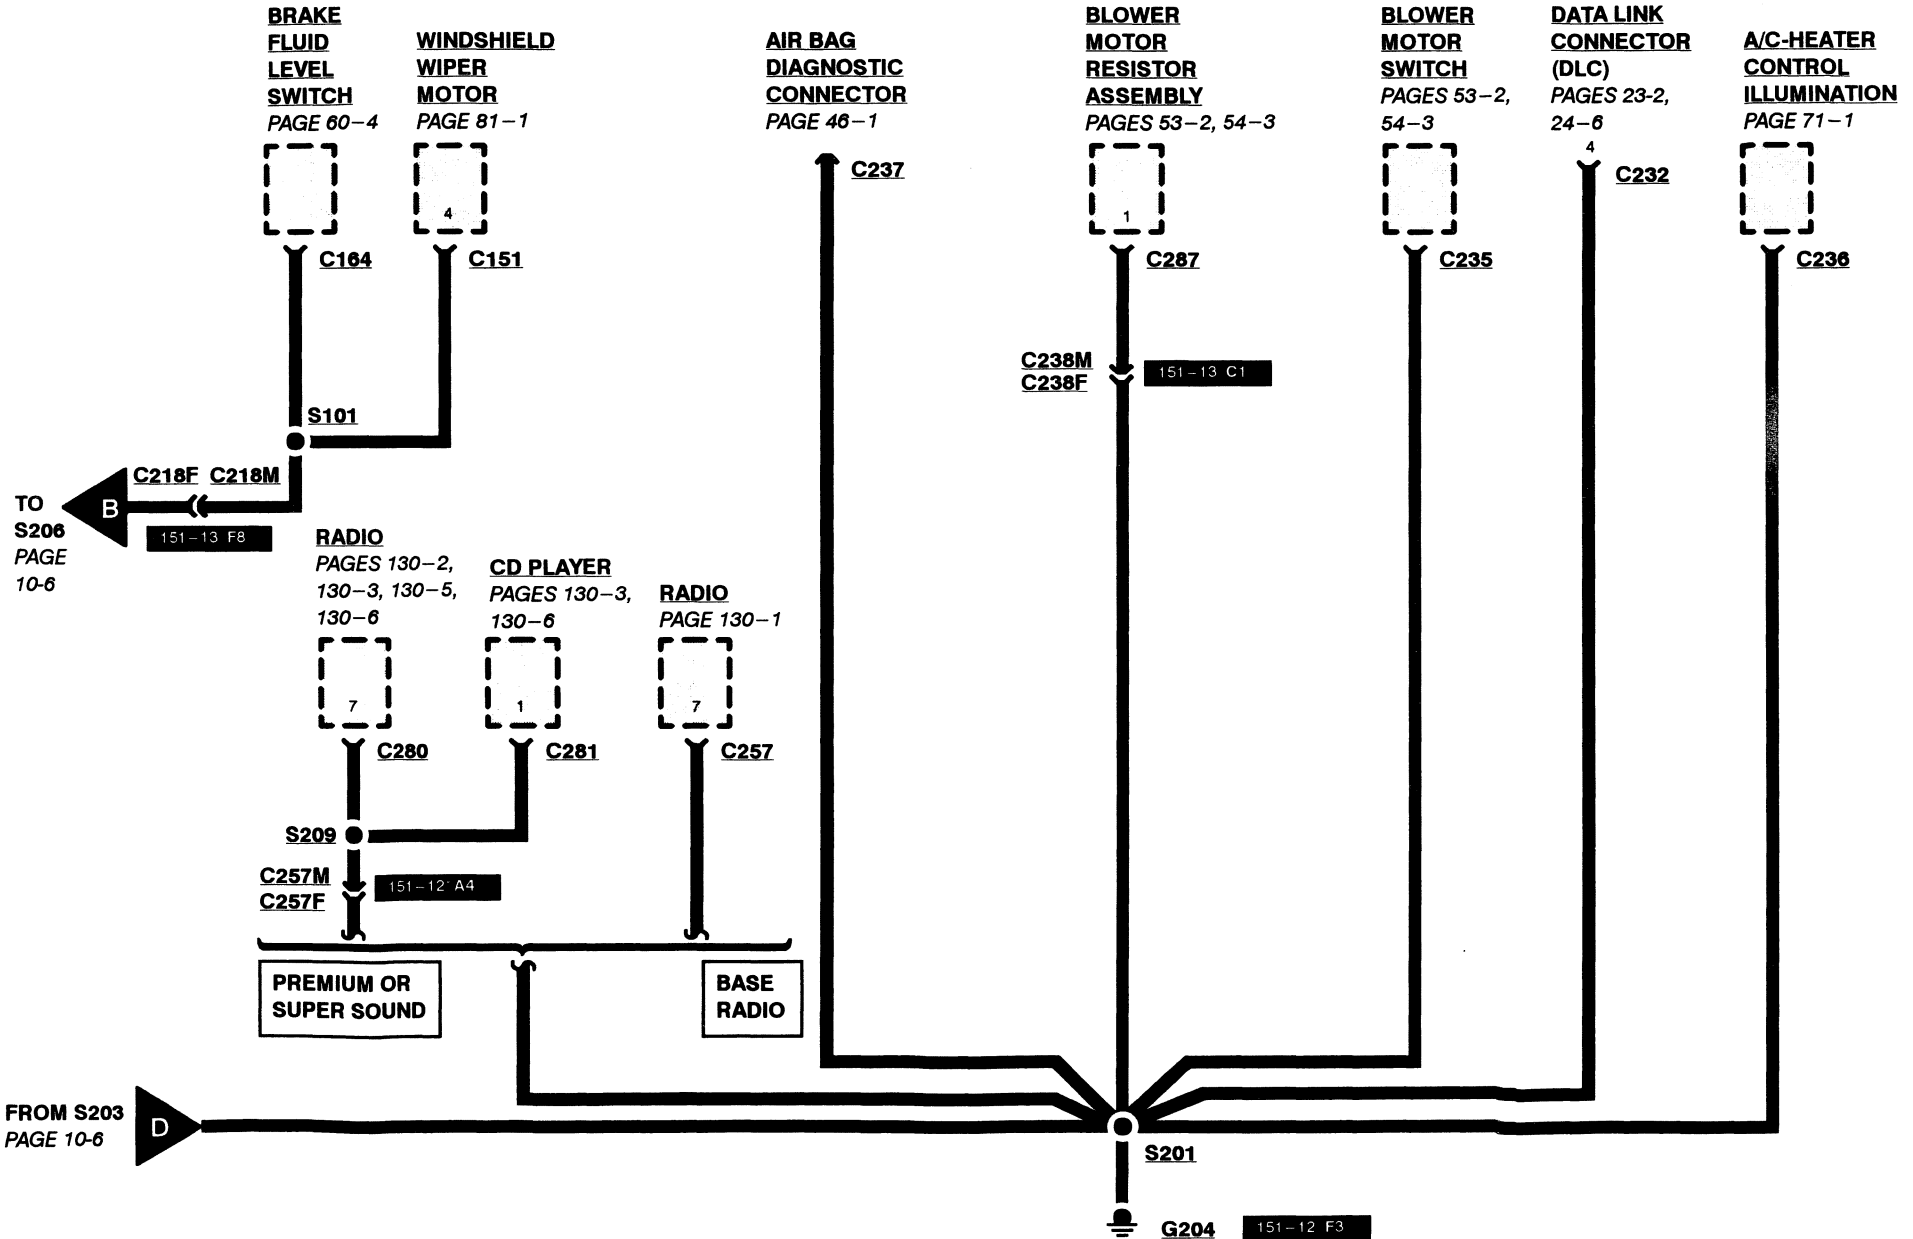 BRAKE
FLUID
LEVEL
SWITCH
PAGE 60-4
WINDSHIELD
WIPER
MOTOR
PAGE 81-1
AIR BAG
DIAGNOSTIC
CONNECTOR
PAGE 46-1
BLOWER
MOTOR
RESISTOR
ASSEMBLY
PAGES 53-2, 54-3
BLOWER
MOTOR
SWITCH
PAGES 53-2,
54-3
DATA LINK
CONNECTOR
(DLC)
PAGES 23-2,
24-6
A/C-HEATER
CONTROL
ILLUMINATION
PAGE 71-1
4
1
4
C164
C151
C237
C287
C235
C232
C236
C238M
C238F
151-13 C1
S101
C218F C218M
TO
S206
PAGE
10-6
B
151-13 F8
RADIO
PAGES 130-2,
130-3, 130-5,
130-6
CD PLAYER
PAGES 130-3,
130-6
RADIO
PAGE 130-1
7
1
7
C280
C281
C257
S209
C257M
C257F
151-12 A4
PREMIUM OR
SUPER SOUND
BASE
RADIO
FROM S203
PAGE 10-6
D
S201
G204
151-12 F3